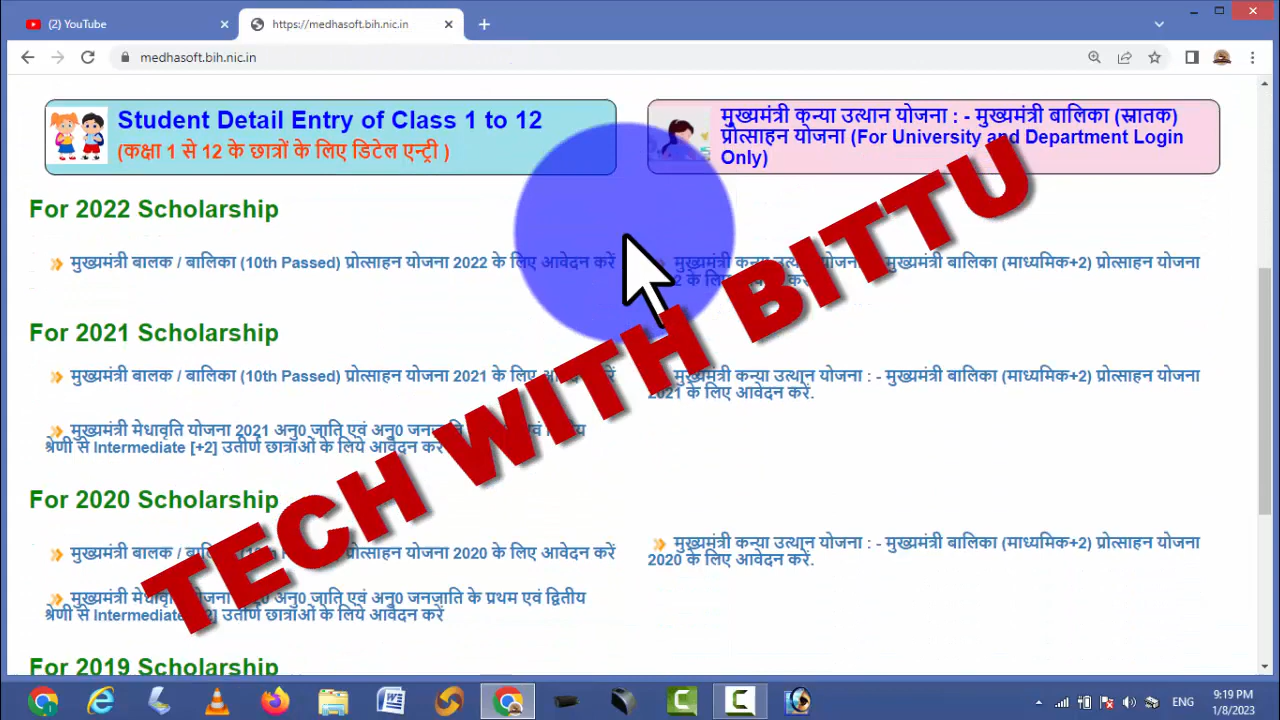 (2) YouTube
https://medhasoft.bih.nic.in
medhasoft.bih.nic.in
Student Detail Entry of Class 1 to 12
(कक्षा 1 से 12 के छात्रों के लिए डिटेल एन्ट्री )
मुख्यमंत्री कन्या उत्थान योजना : - मुख्यमंत्री बालिका (स्नातक)
प्रोत्साहन योजना (For University and Department Login
Only)
For 2022 Scholarship
मुख्यमंत्री बालक / बालिका (10th Passed) प्रोत्साहन योजना 2022 के लिए आवेदन करें
मुख्यमंत्री कन्या उत्थान योजना : - मुख्यमंत्री बालिका (माध्यमिक+2) प्रोत्साहन योजना
के लिए
For 2021 Scholarship
मुख्यमंत्री बालक / बालिका (10th Passed) प्रोत्साहन योजना 2021 के लिए
मुख्यमंत्री कन्या उत्थान योजना : - मुख्यमंत्री बालिका (माध्यमिक+2) प्रोत्साहन योजना
2021 के लिए आवेदन करें.
मुख्यमंत्री मेधावृति योजना 2021 अनु0 जाति एवं अनु0 जनजाति एवं
श्रेणी से Intermediate [+2] उतीर्ण छात्राओं के लिये आवेदन करें
For 2020 Scholarship
मुख्यमंत्री बालक / प्रोत्साहन योजना 2020 के लिए आवेदन करें
मुख्यमंत्री कन्या उत्थान योजना : - मुख्यमंत्री बालिका (माध्यमिक+2) प्रोत्साहन योजना
2020 के लिए आवेदन करें.
मुख्यमंत्री अनु0 जाति एवं अनु0 जनजाति के प्रथम एवं द्वितीय
श्रेणी से Intermediate उतीर्ण छात्राओं के लिये आवेदन करें
For 2019 Scholarship
TECH WITH BITTU
ENG
9:19 PM
1/8/2023